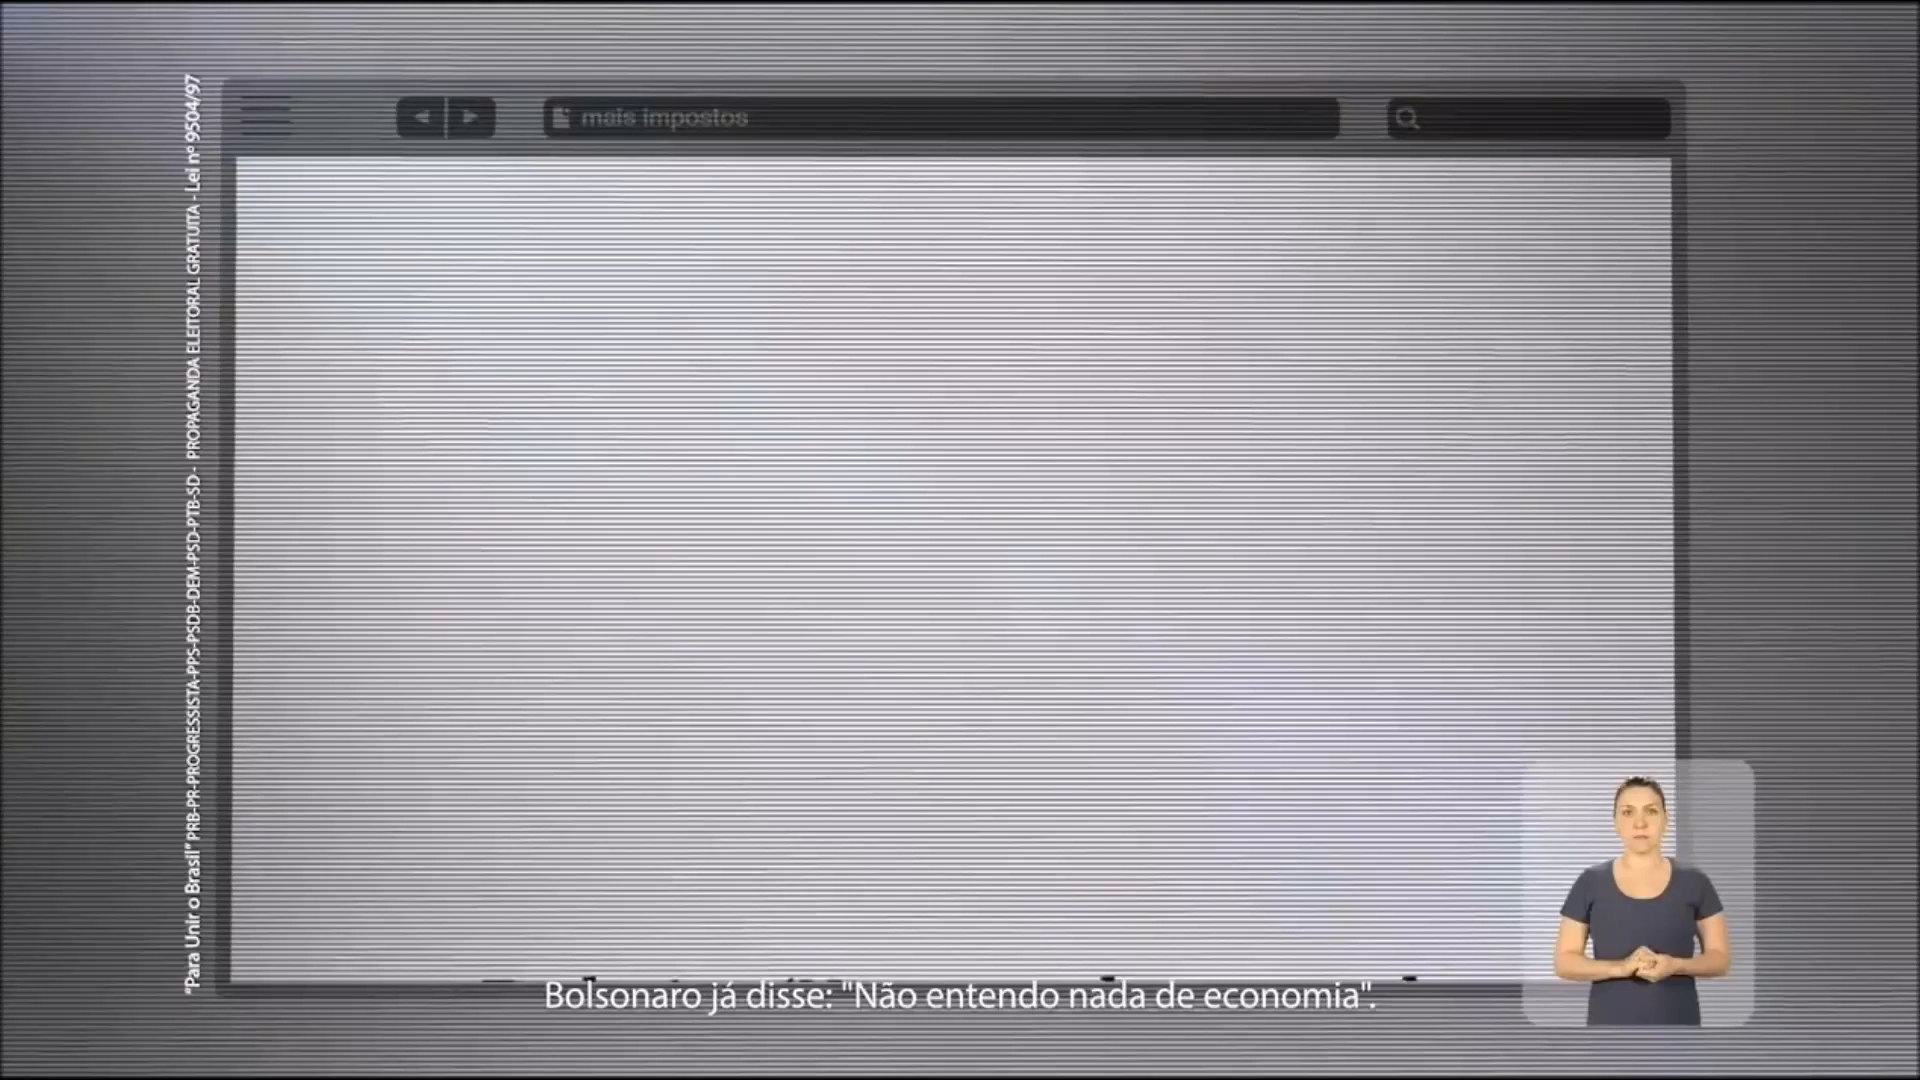 mais impostos
"Para Unir o Brasil" PRB-PR-PROGRESSISTA-PPS-PSDB-DEM-PSD-PTB-SD - PROPAGANDA ELEITORAL GRATUITA - Lei nº 9504/97
Bolsonaro já disse: "Não entendo nada de economia".